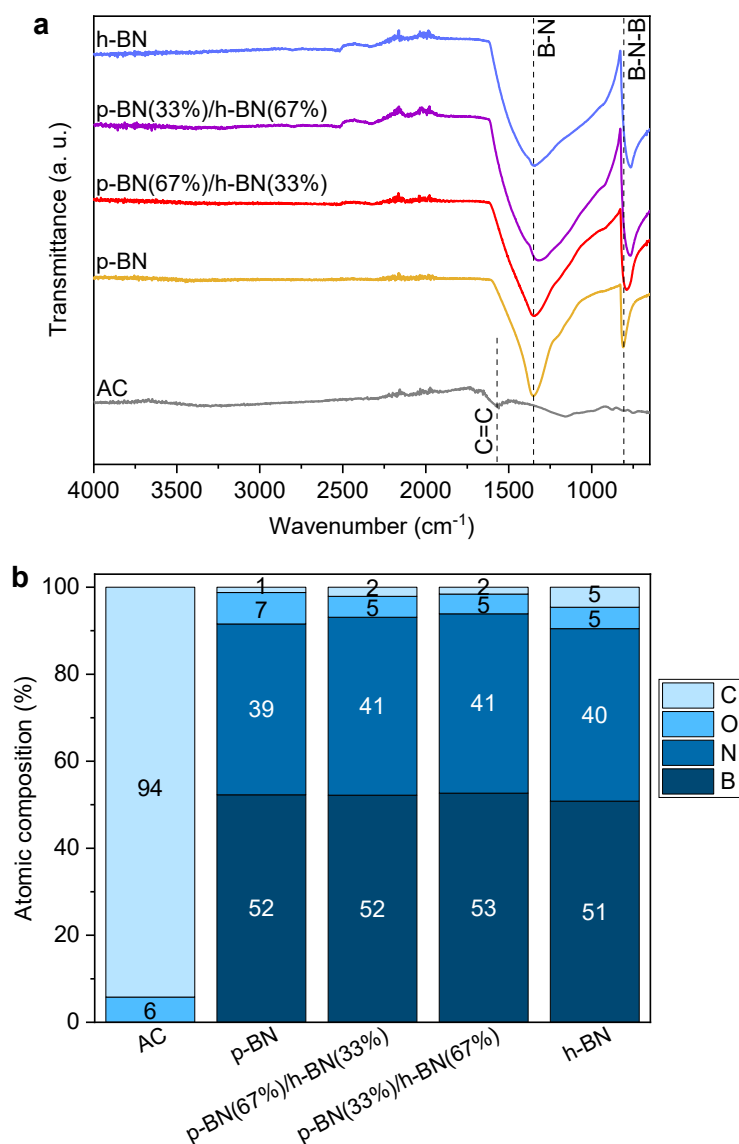 a
h-BN
p-BN(33%)/h-BN(67%)
p-BN(67%)/h-BN(33%)
p-BN
AC
C=C
B-N
B-N-B
Transmittance (a. u.)
4000 3500 3000 2500 2000 1500 1000
Wavenumber (cm⁻¹)
b
100
80
60
40
20
0
Atomic composition (%)
94
6
1
7
39
52
2
5
41
52
2
5
41
53
5
5
40
51
C
O
N
B
AC
p-BN
p-BN(67%)/h-BN(33%)
p-BN(33%)/h-BN(67%)
h-BN